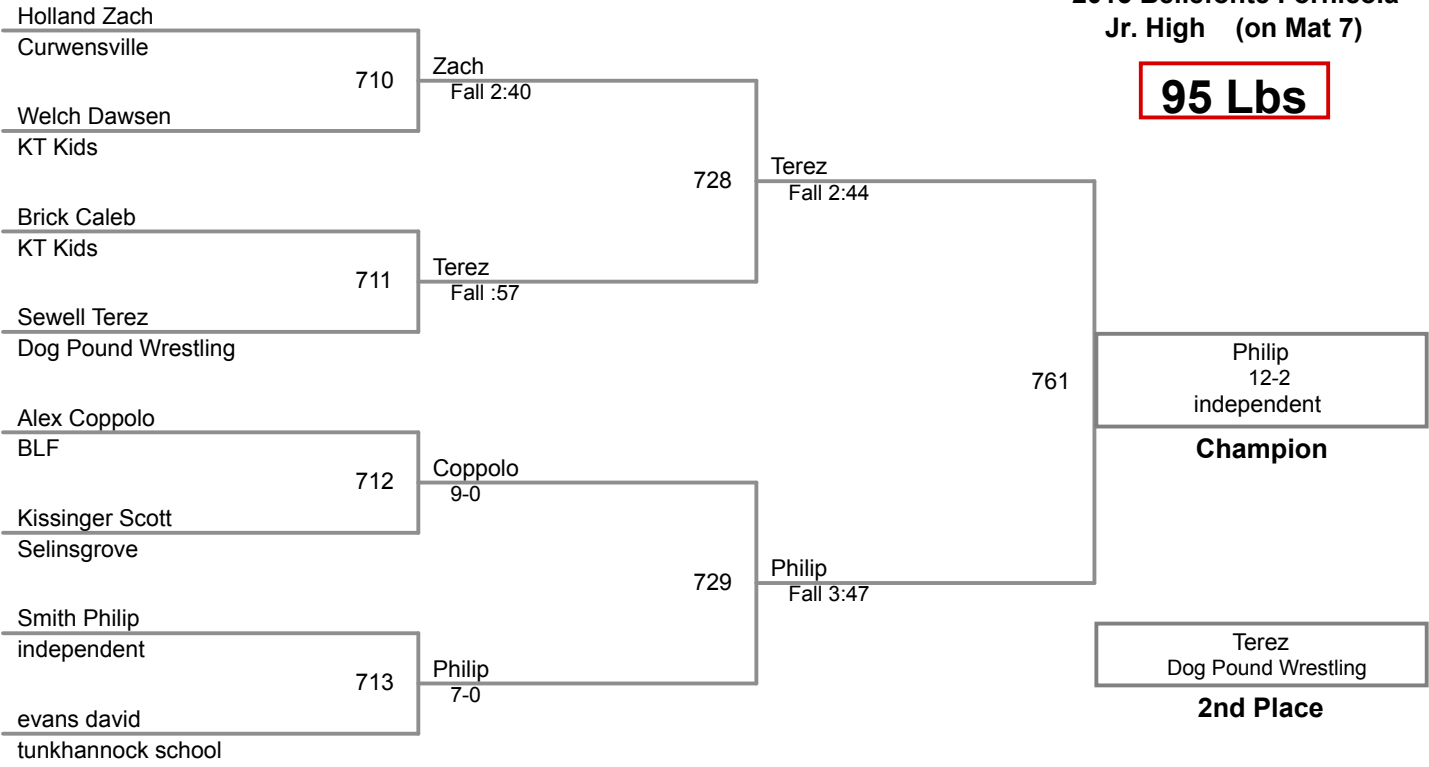 2015 Bellefonte Fornicola
Jr. High (on Mat 7)
95 Lbs
Holland Zach
Curwensville
710
Zach
Fall 2:40
Welch Dawsen
KT Kids
728
Terez
Fall 2:44
Brick Caleb
KT Kids
711
Terez
Fall :57
Sewell Terez
Dog Pound Wrestling
761
Philip
12-2
independent
Champion
Alex Coppolo
BLF
712
Coppolo
9-0
Kissinger Scott
Selinsgrove
729
Philip
Fall 3:47
Smith Philip
independent
713
Philip
7-0
evans david
tunkhannock school
Terez
Dog Pound Wrestling
2nd Place